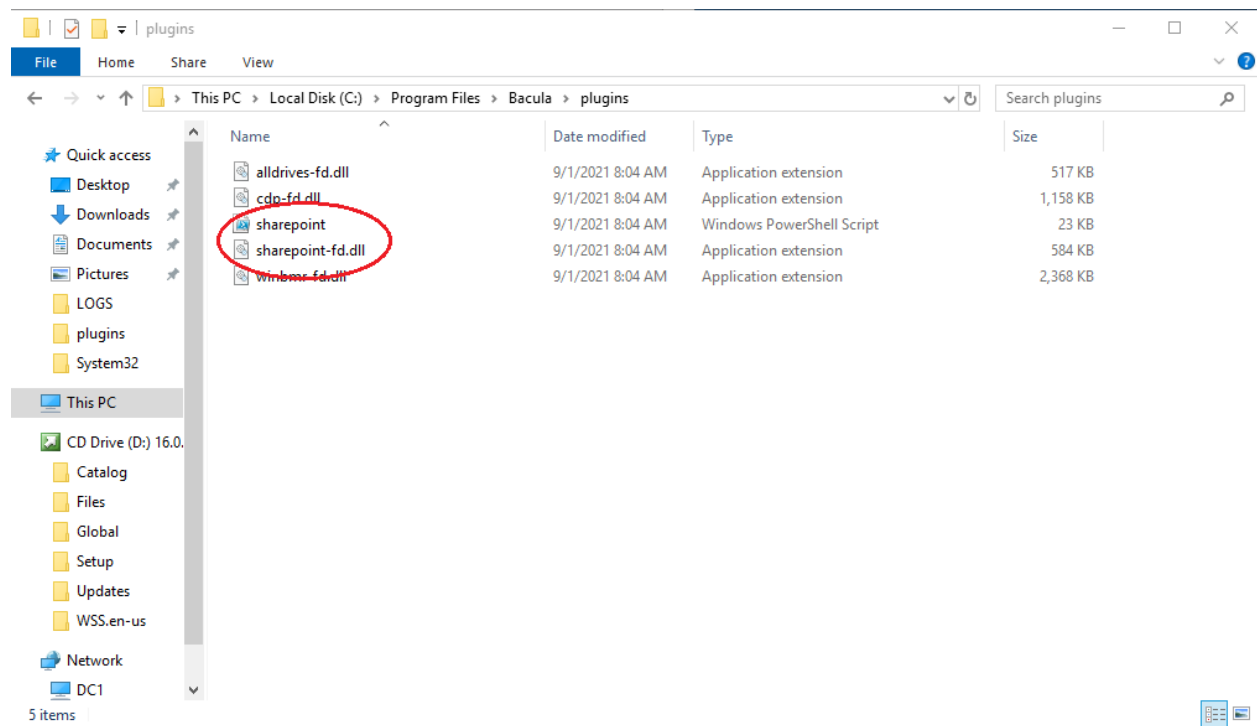 plugins
File Home Share View
This PC > Local Disk (C:) > Program Files > Bacula > plugins Search plugins
Name Date modified Type Size
Quick access
Desktop
Downloads
Documents
Pictures
LOGS
plugins
System32
This PC
CD Drive (D:) 16.0.
Catalog
Files
Global
Setup
Updates
WSS.en-us
Network
DC1
alldrives-fd.dll 9/1/2021 8:04 AM Application extension 517 KB
cdp-fd.dll 9/1/2021 8:04 AM Application extension 1,158 KB
sharepoint 9/1/2021 8:04 AM Windows PowerShell Script 23 KB
sharepoint-fd.dll 9/1/2021 8:04 AM Application extension 584 KB
winbmr-fd.dll 9/1/2021 8:04 AM Application extension 2,368 KB
5 items